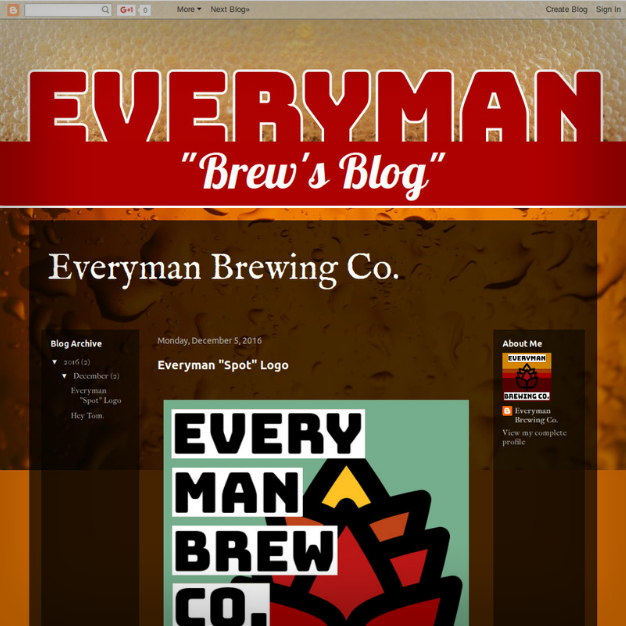 G+1 0 More Next Blog» Create Blog Sign In
EVERYMAN
"Brew's Blog"
Everyman Brewing Co.
Blog Archive
▼ 2016 (2)
▼ December (2)
Everyman
"Spot" Logo
Hey Tom.
Monday, December 5, 2016
Everyman "Spot" Logo
EVERY
MAN
BREW
CO.
About Me
EVERYMAN
BREWING CO.
Everyman
Brewing Co.
View my complete
profile